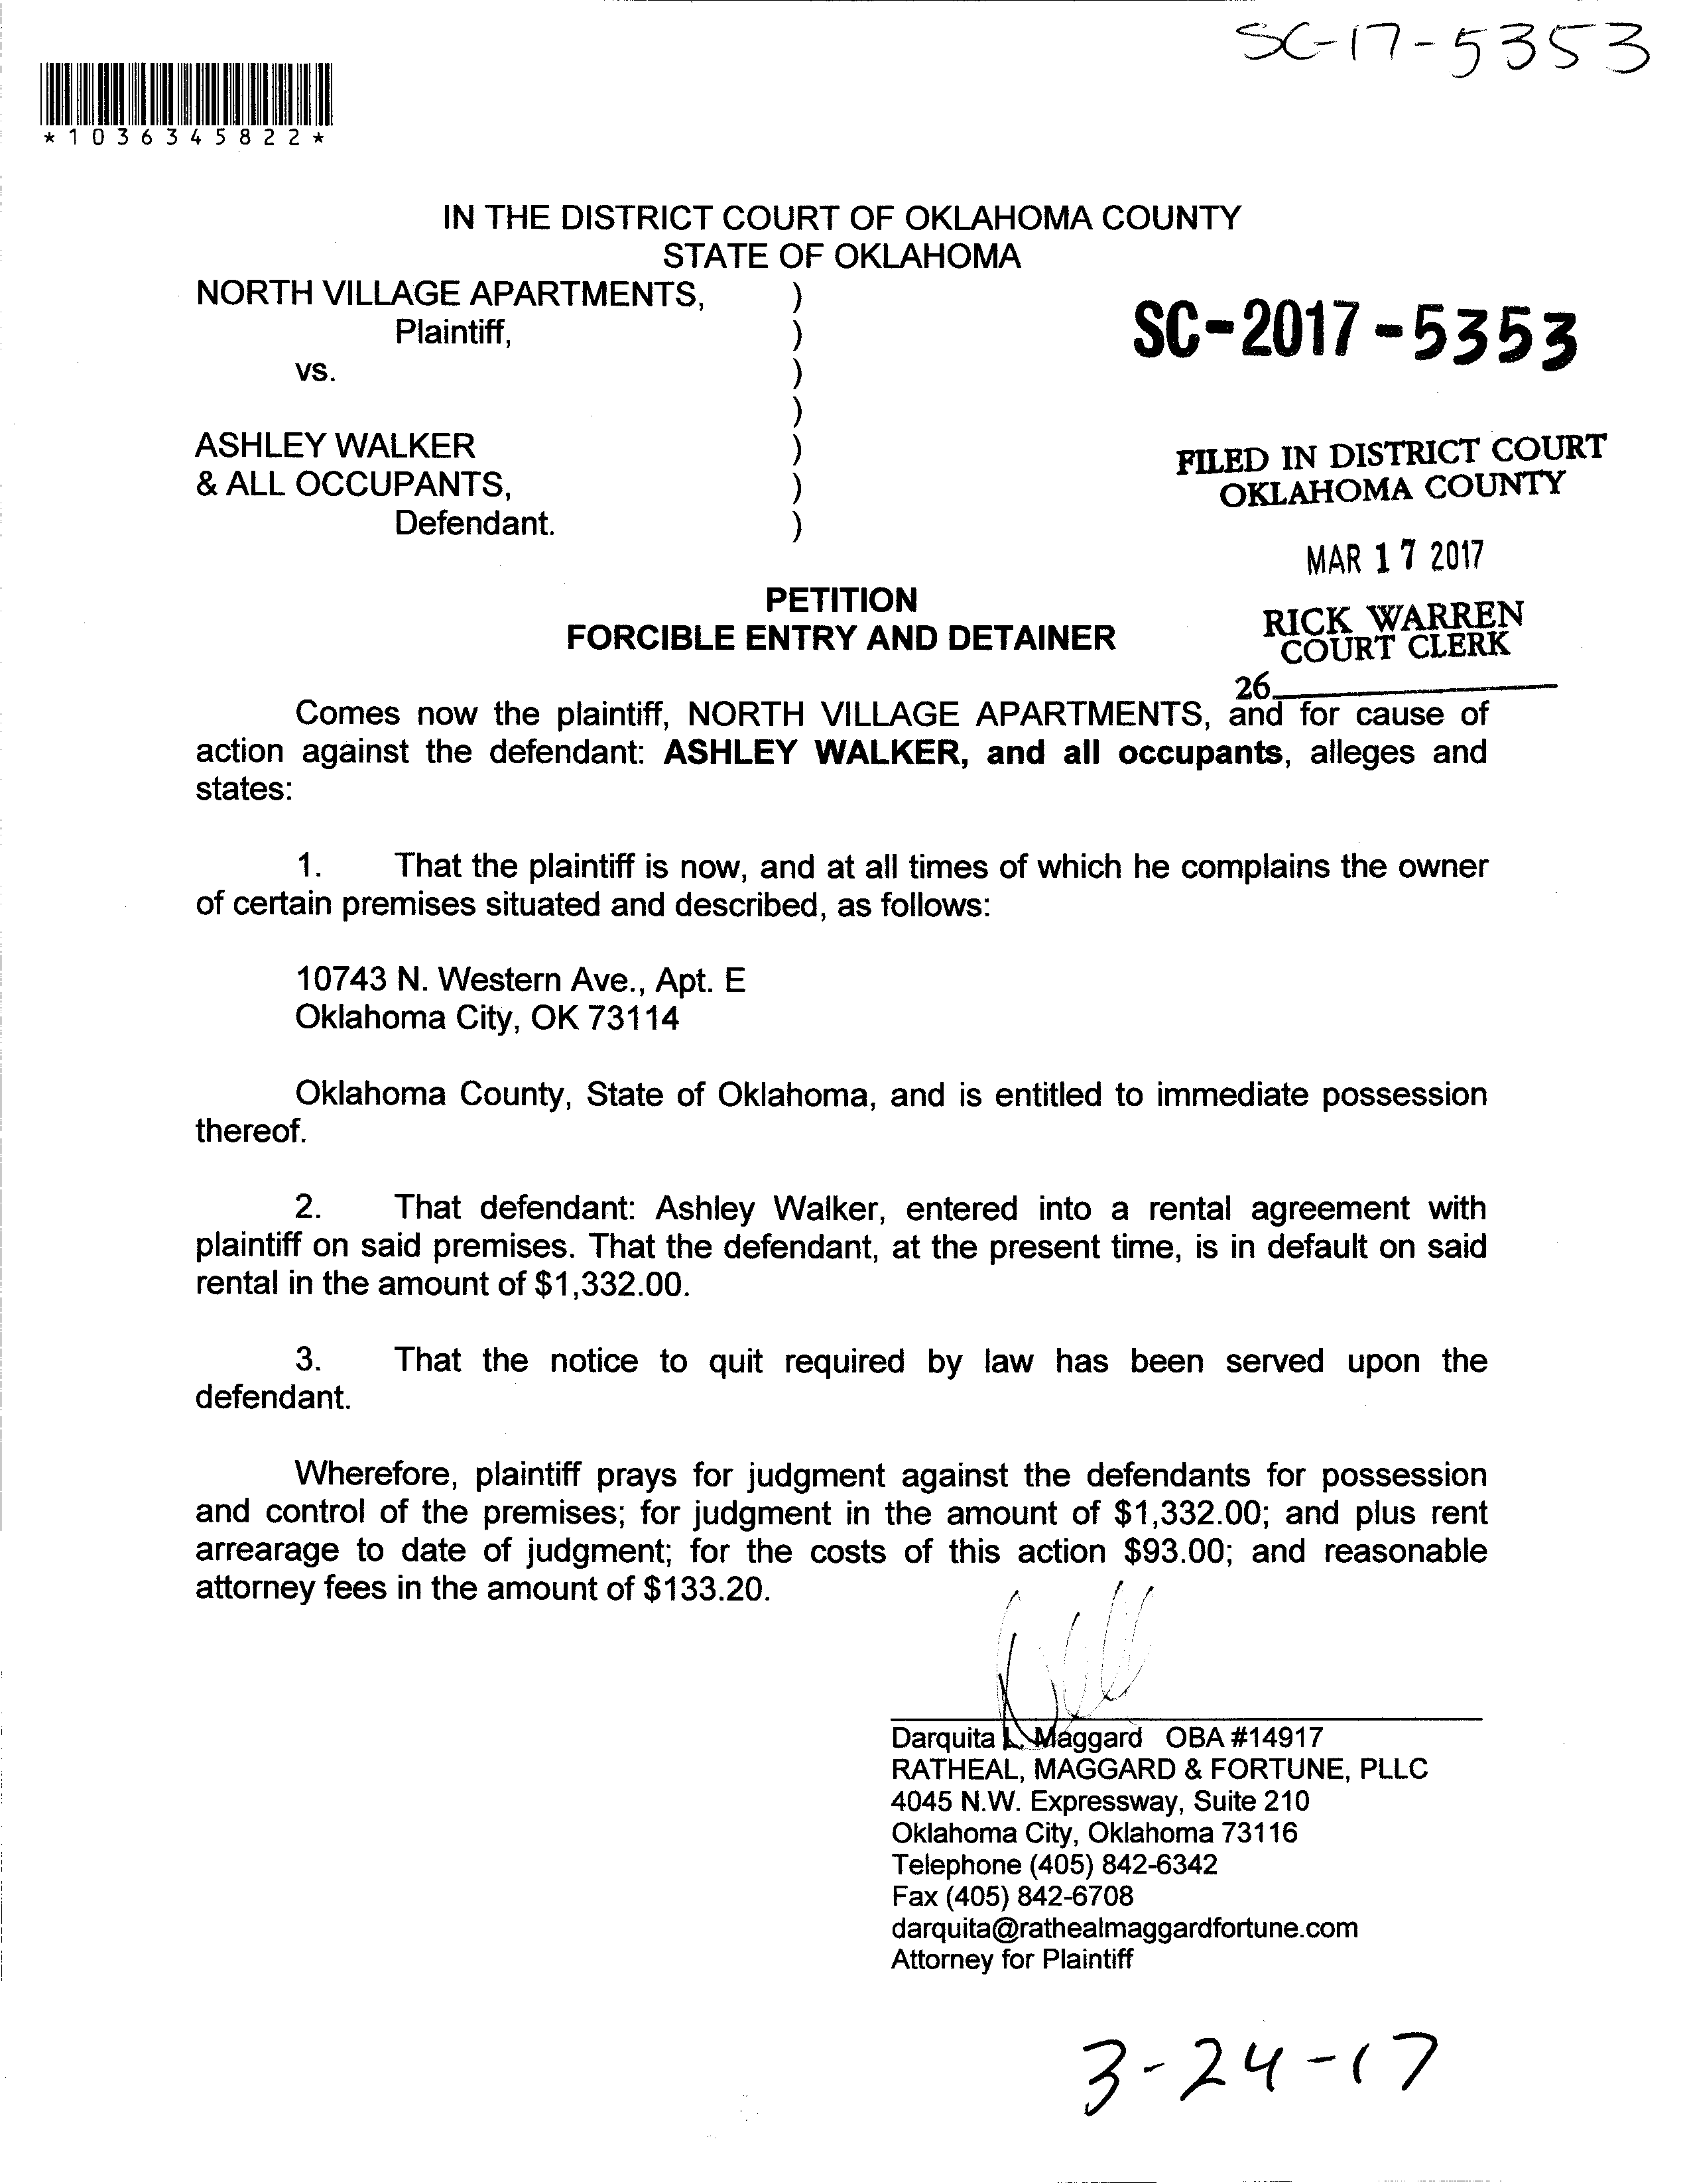 SC-17-5353
*1036345822*
IN THE DISTRICT COURT OF OKLAHOMA COUNTY
STATE OF OKLAHOMA
NORTH VILLAGE APARTMENTS, )
Plaintiff, )
vs. )
)
SC-2017-5353
ASHLEY WALKER )
& ALL OCCUPANTS, )
Defendant. )
FILED IN DISTRICT COURT
OKLAHOMA COUNTY
MAR 17 2017
RICK WARREN
COURT CLERK
26
PETITION
FORCIBLE ENTRY AND DETAINER
Comes now the plaintiff, NORTH VILLAGE APARTMENTS, and for cause of
action against the defendant: ASHLEY WALKER, and all occupants, alleges and
states:
1. That the plaintiff is now, and at all times of which he complains the owner
of certain premises situated and described, as follows:
10743 N. Western Ave., Apt. E
Oklahoma City, OK 73114
Oklahoma County, State of Oklahoma, and is entitled to immediate possession
thereof.
2. That defendant: Ashley Walker, entered into a rental agreement with
plaintiff on said premises. That the defendant, at the present time, is in default on said
rental in the amount of $1,332.00.
3. That the notice to quit required by law has been served upon the
defendant.
Wherefore, plaintiff prays for judgment against the defendants for possession
and control of the premises; for judgment in the amount of $1,332.00; and plus rent
arrearage to date of judgment; for the costs of this action $93.00; and reasonable
attorney fees in the amount of $133.20.
Darquita L. Maggard OBA #14917
RATHEAL, MAGGARD & FORTUNE, PLLC
4045 N.W. Expressway, Suite 210
Oklahoma City, Oklahoma 73116
Telephone (405) 842-6342
Fax (405) 842-6708
darquita@rathealmaggardfortune.com
Attorney for Plaintiff
3-24-17